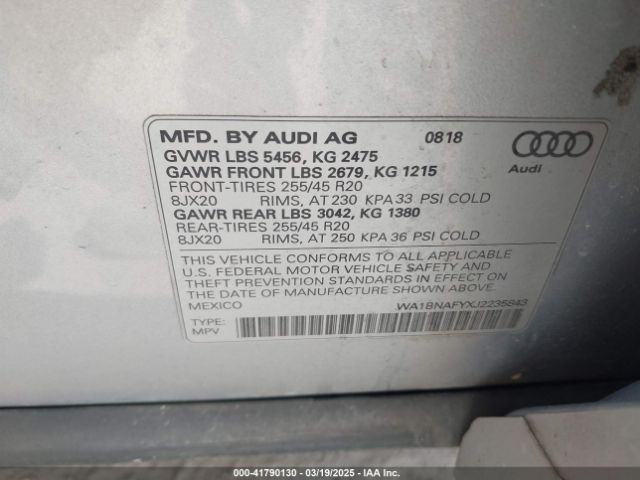 MFD. BY AUDI AG 0818
GVWR LBS 5456, KG 2475
GAWR FRONT LBS 2679, KG 1215
FRONT-TIRES 255/45 R20
8JX20 RIMS, AT 230 KPA 33 PSI COLD
GAWR REAR LBS 3042, KG 1380
REAR-TIRES 255/45 R20
8JX20 RIMS, AT 250 KPA 36 PSI COLD
Audi
THIS VEHICLE CONFORMS TO ALL APPLICABLE
U.S. FEDERAL MOTOR VEHICLE SAFETY AND
THEFT PREVENTION STANDARDS IN EFFECT ON
THE DATE OF MANUFACTURE SHOWN ABOVE.
MEXICO WA1BNAFYXJ2235843
TYPE:
MPV
000-41790130 - 03/19/2025 - IAA Inc.